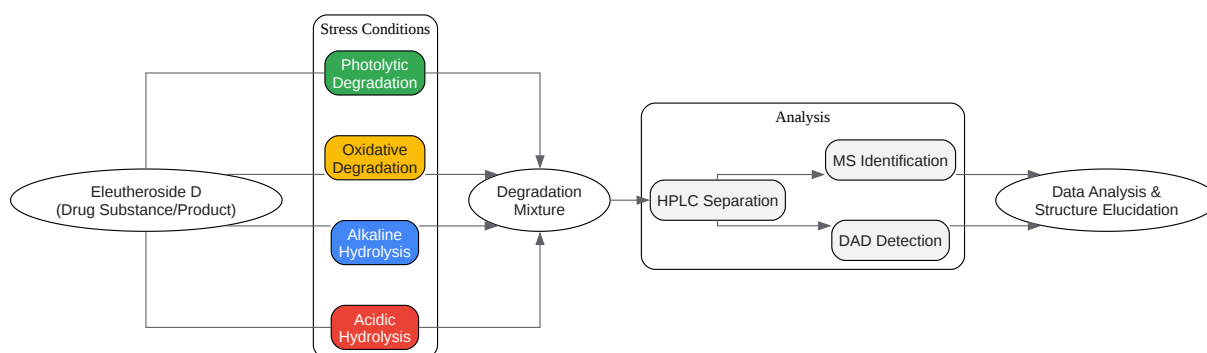 Stress Conditions
Photolytic
Degradation
Oxidative
Degradation
Alkaline
Hydrolysis
Acidic
Hydrolysis
Eleutheroside D
(Drug Substance/Product)
Degradation
Mixture
Analysis
HPLC Separation
MS Identification
DAD Detection
Data Analysis &
Structure Elucidation